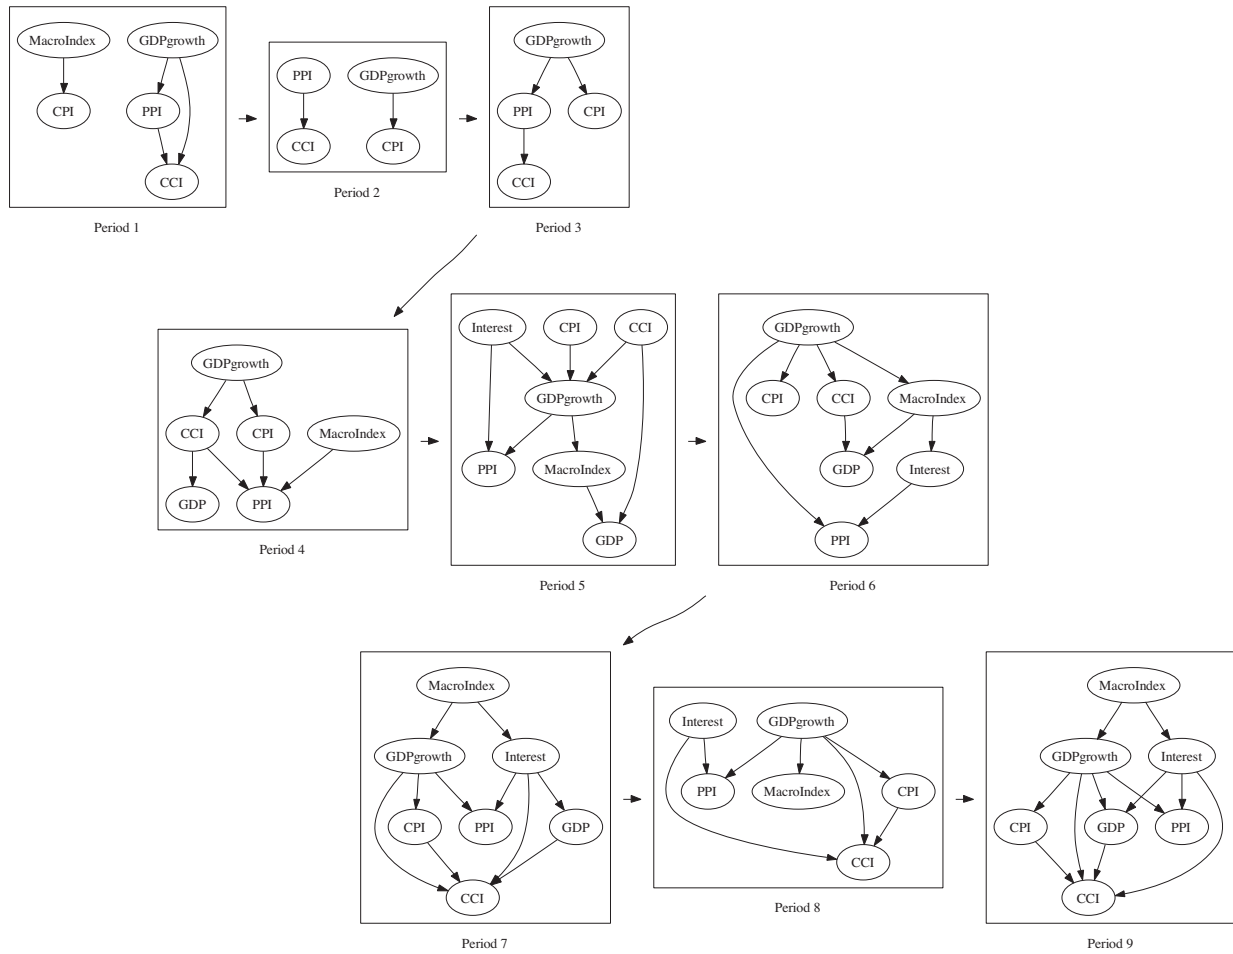 MacroIndex GDPgrowth
CPI PPI
CCI
Period 1
PPI GDPgrowth
CCI CPI
Period 2
GDPgrowth
PPI CPI
CCI
Period 3
GDPgrowth
CCI CPI MacroIndex
GDP PPI
Period 4
Interest CPI CCI
GDPgrowth
PPI MacroIndex
GDP
Period 5
GDPgrowth
CPI CCI MacroIndex
GDP Interest
PPI
Period 6
MacroIndex
GDPgrowth Interest
CPI PPI GDP
CCI
Period 7
Interest GDPgrowth
PPI MacroIndex CPI
CCI
Period 8
MacroIndex
GDPgrowth Interest
CPI GDP PPI
CCI
Period 9